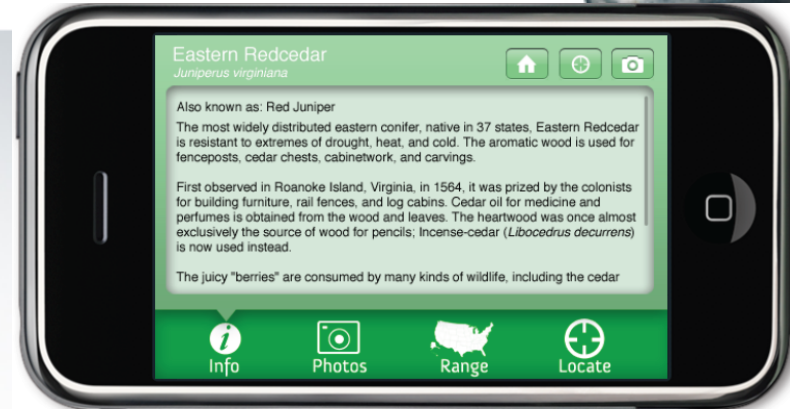 Eastern Redcedar
Juniperus virginiana
Also known as: Red Juniper
The most widely distributed eastern conifer, native in 37 states, Eastern Redcedar
is resistant to extremes of drought, heat, and cold. The aromatic wood is used for
fenceposts, cedar chests, cabinetwork, and carvings.
First observed in Roanoke Island, Virginia, in 1564, it was prized by the colonists
for building furniture, rail fences, and log cabins. Cedar oil for medicine and
perfumes is obtained from the wood and leaves. The heartwood was once almost
exclusively the source of wood for pencils; Incense-cedar (Libocedrus decurrens)
is now used instead.
The juicy "berries" are consumed by many kinds of wildlife, including the cedar
Info Photos Range Locate